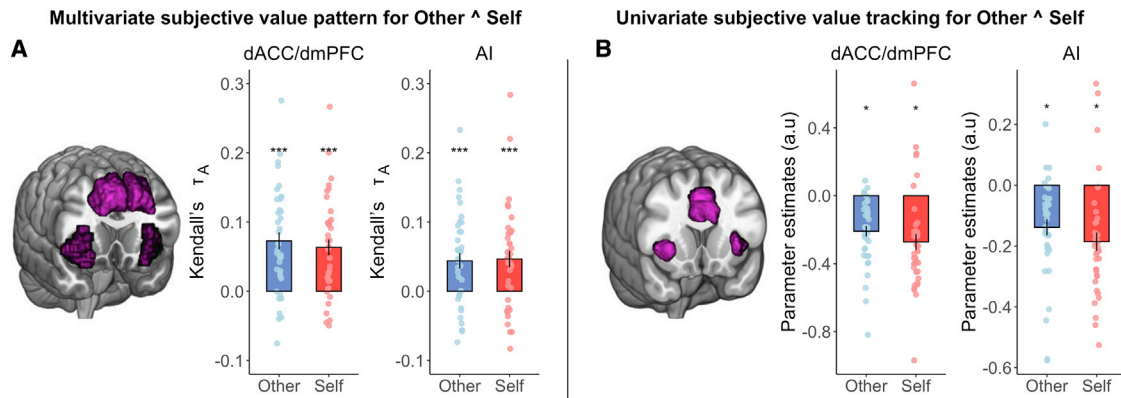 Multivariate subjective value pattern for Other ^ Self
A
dACC/dmPFC
AI
Kendall's τA
0.3
0.2
0.1
0.0
-0.1
***
***
Other
Self
Kendall's τA
0.3
0.2
0.1
0.0
-0.1
***
***
Other
Self
Univariate subjective value tracking for Other ^ Self
B
dACC/dmPFC
AI
Parameter estimates (a.u)
0.4
0.0
-0.4
-0.8
*
*
Other
Self
Parameter estimates (a.u)
0.2
0.0
-0.2
-0.4
-0.6
*
*
Other
Self